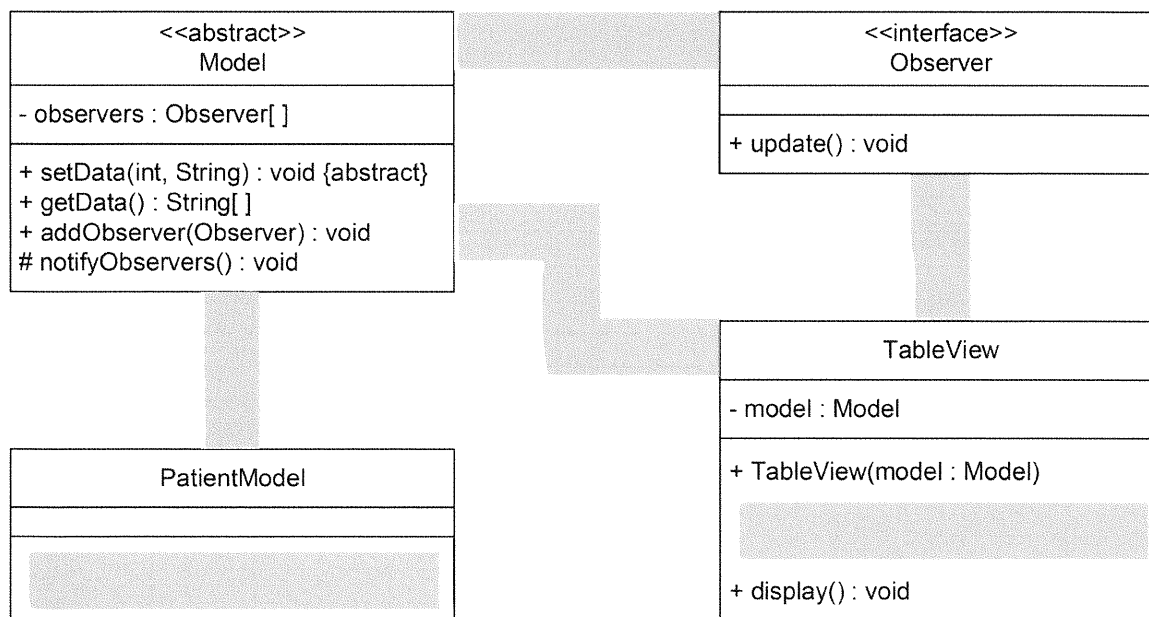 <<abstract>>
Model
- observers : Observer[ ]
+ setData(int, String) : void {abstract}
+ getData() : String[ ]
+ addObserver(Observer) : void
# notifyObservers() : void
<<interface>>
Observer
+ update() : void
PatientModel
TableView
- model : Model
+ TableView(model : Model)
+ display() : void